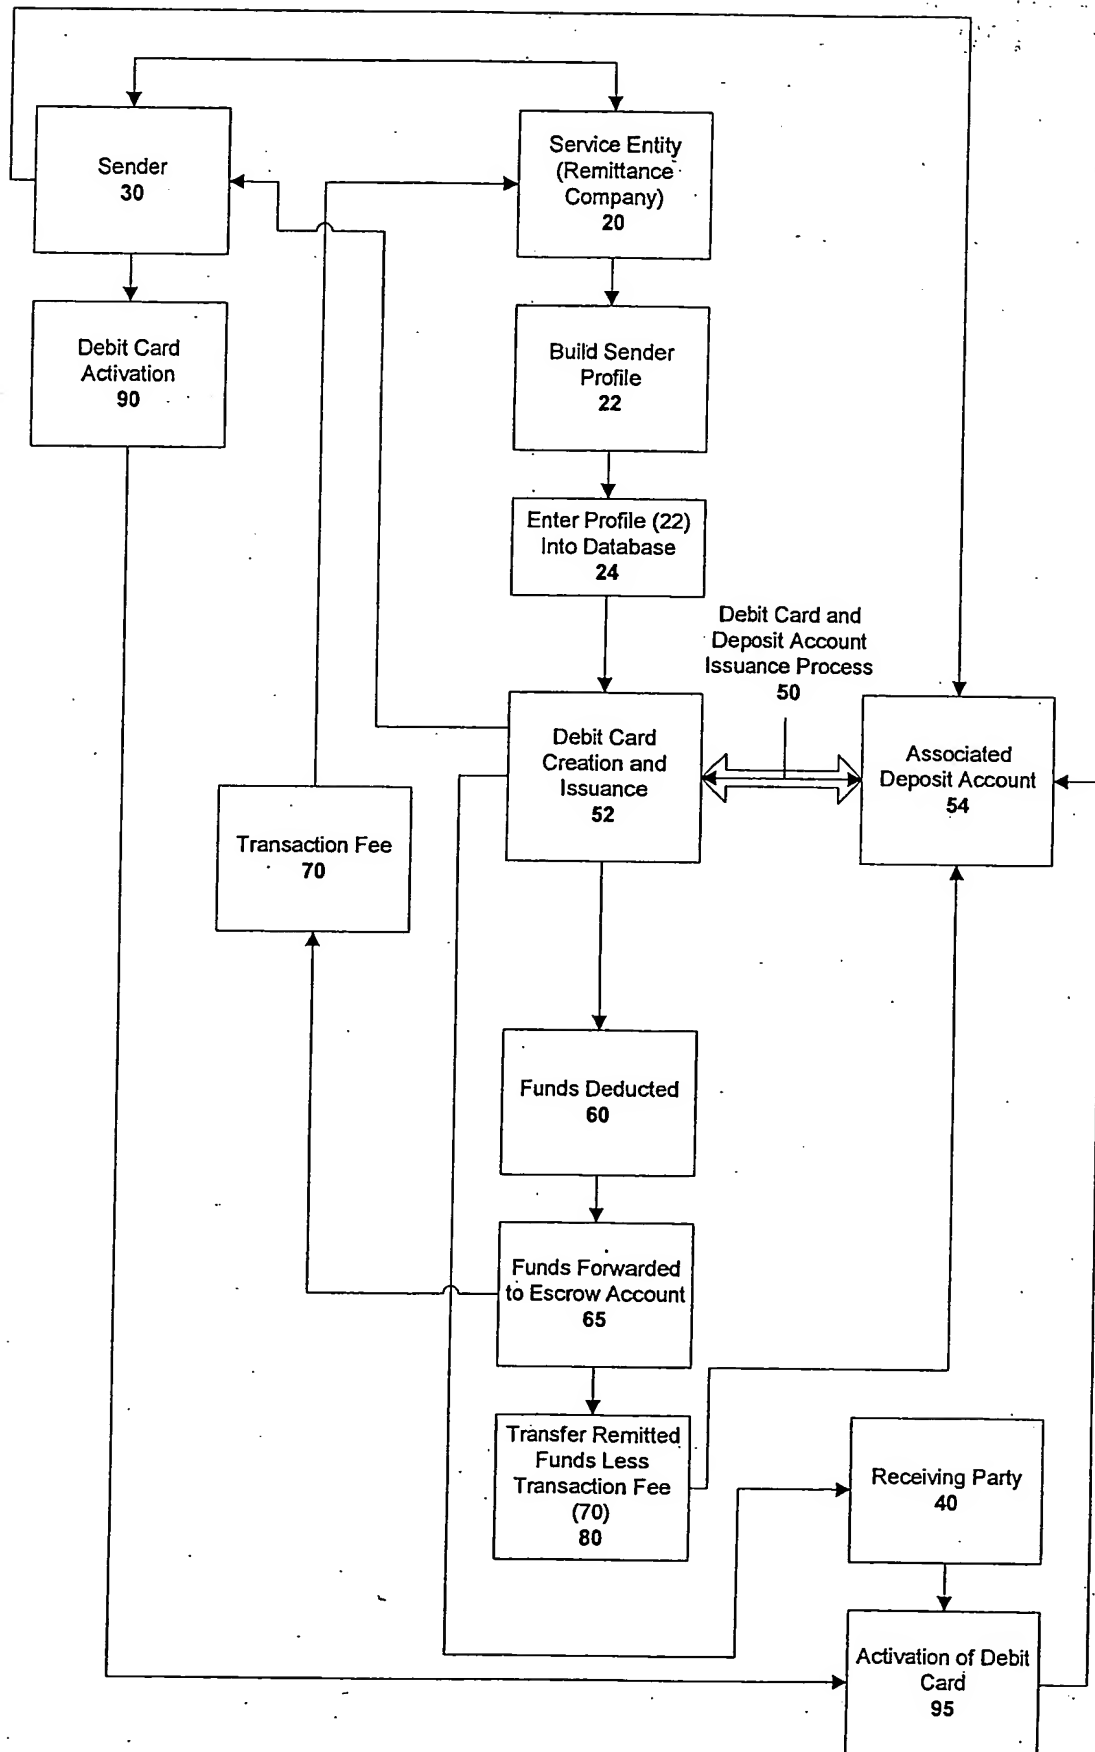 Sender
30
Service Entity
(Remittance
Company)
20
Debit Card
Activation
90
Build Sender
Profile
22
Enter Profile (22)
Into Database
24
Debit Card and
Deposit Account
Issuance Process
50
Debit Card
Creation and
Issuance
52
Associated
Deposit Account
54
Transaction Fee
70
Funds Deducted
60
Funds Forwarded
to Escrow Account
65
Transfer Remitted
Funds Less
Transaction Fee
(70)
80
Receiving Party
40
Activation of Debit
Card
95